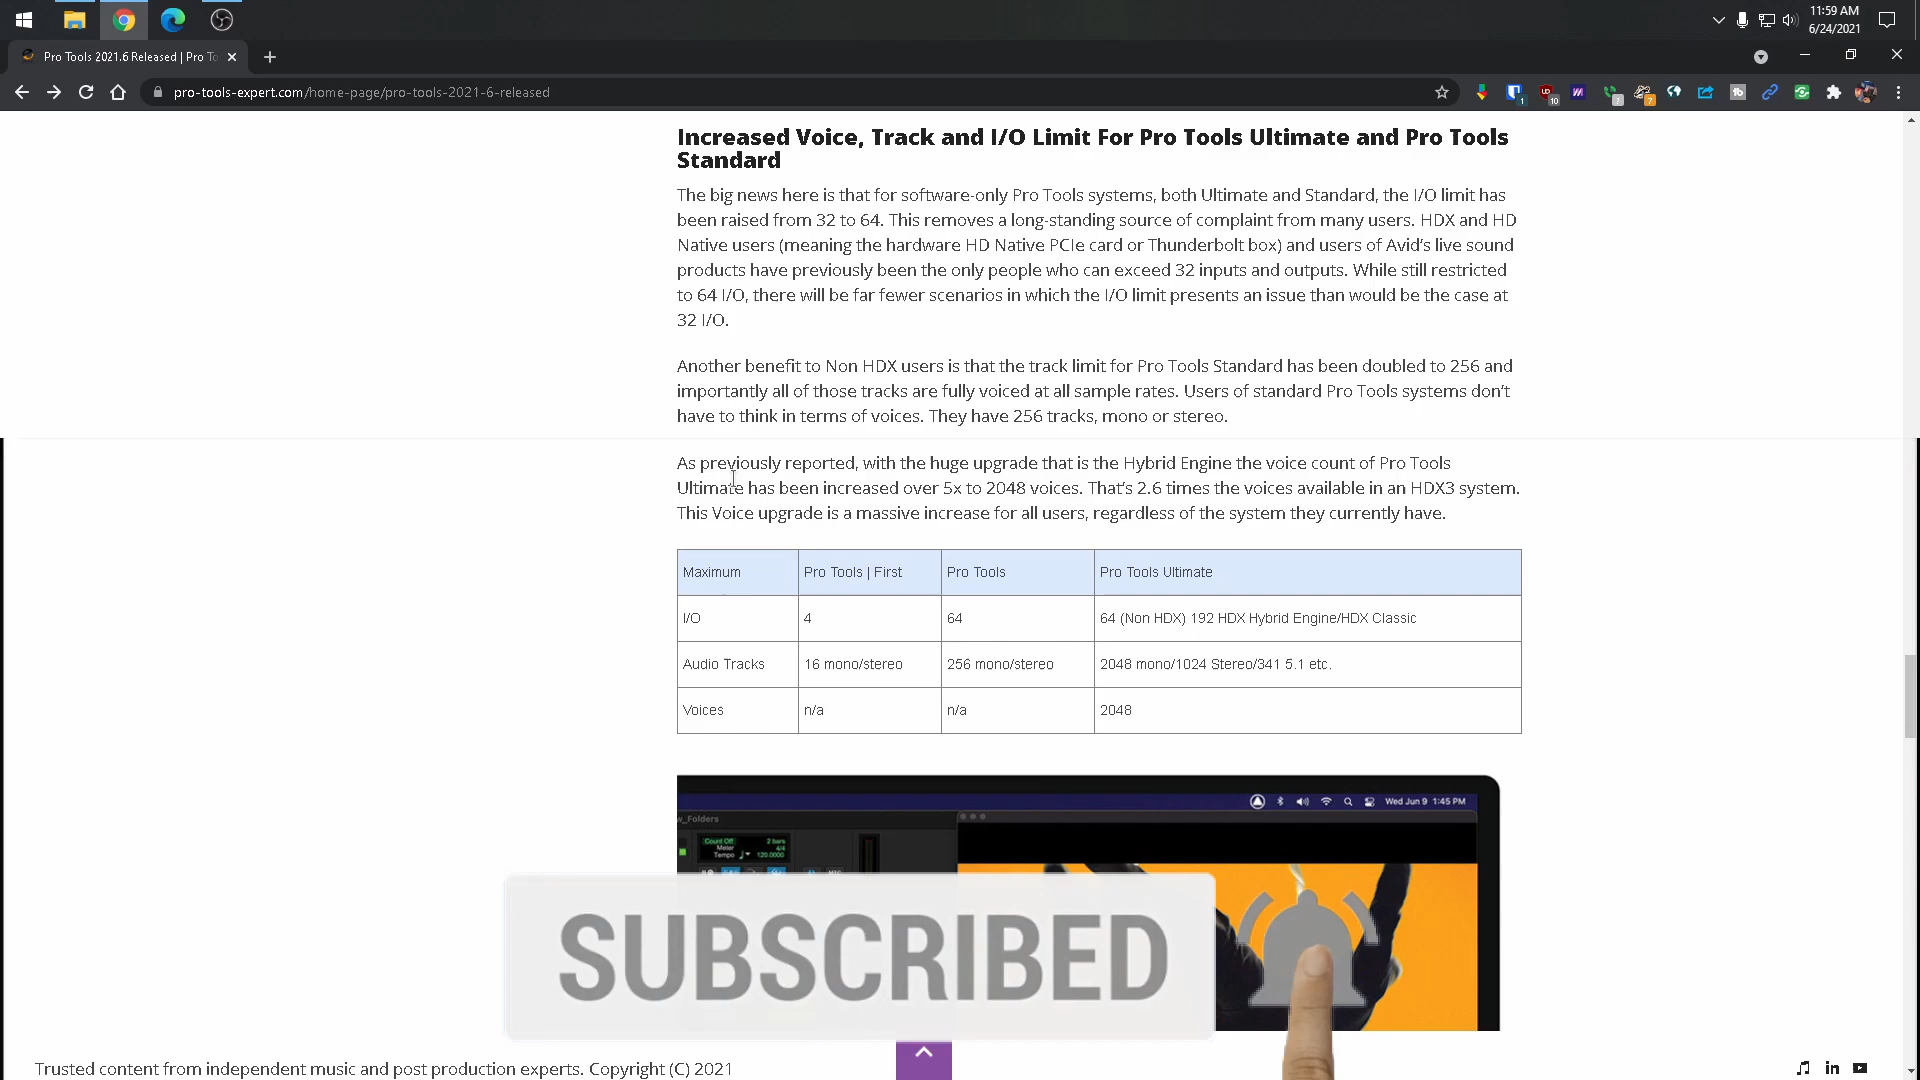 11:59 AM
6/24/2021
Pro Tools 2021.6 Released | Pro To
pro-tools-expert.com/home-page/pro-tools-2021-6-released
Increased Voice, Track and I/O Limit For Pro Tools Ultimate and Pro Tools
Standard
The big news here is that for software-only Pro Tools systems, both Ultimate and Standard, the I/O limit has
been raised from 32 to 64. This removes a long-standing source of complaint from many users. HDX and HD
Native users (meaning the hardware HD Native PCIe card or Thunderbolt box) and users of Avid's live sound
products have previously been the only people who can exceed 32 inputs and outputs. While still restricted
to 64 I/O, there will be far fewer scenarios in which the I/O limit presents an issue than would be the case at
32 I/O.
Another benefit to Non HDX users is that the track limit for Pro Tools Standard has been doubled to 256 and
importantly all of those tracks are fully voiced at all sample rates. Users of standard Pro Tools systems don't
have to think in terms of voices. They have 256 tracks, mono or stereo.
As previously reported, with the huge upgrade that is the Hybrid Engine the voice count of Pro Tools
Ultimate has been increased over 5x to 2048 voices. That's 2.6 times the voices available in an HDX3 system.
This Voice upgrade is a massive increase for all users, regardless of the system they currently have.
Maximum Pro Tools | First Pro Tools Pro Tools Ultimate
I/O 4 64 64 (Non HDX) 192 HDX Hybrid Engine/HDX Classic
Audio Tracks 16 mono/stereo 256 mono/stereo 2048 mono/1024 Stereo/341 5.1 etc.
Voices n/a n/a 2048
Wed Jun 9 1:45 PM
w_Folders
Count Off 2 bars
Meter 4/4
Tempo 120.0000
SUBSCRIBED
Trusted content from independent music and post production experts. Copyright (C) 2021